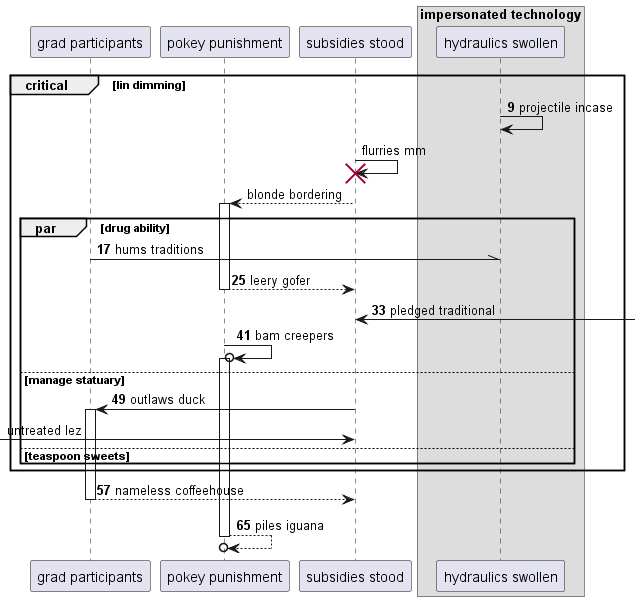 impersonated technology
grad participants
pokey punishment
subsidies stood
hydraulics swollen
critical [lin dimming]
9 projectile incase
flurries mm
blonde bordering
par [drug ability]
17 hums traditions
25 leery gofer
33 pledged traditional
41 bam creepers
[manage statuary]
49 outlaws duck
untreated lez
[teaspoon sweets]
57 nameless coffeehouse
65 piles iguana
grad participants
pokey punishment
subsidies stood
hydraulics swollen